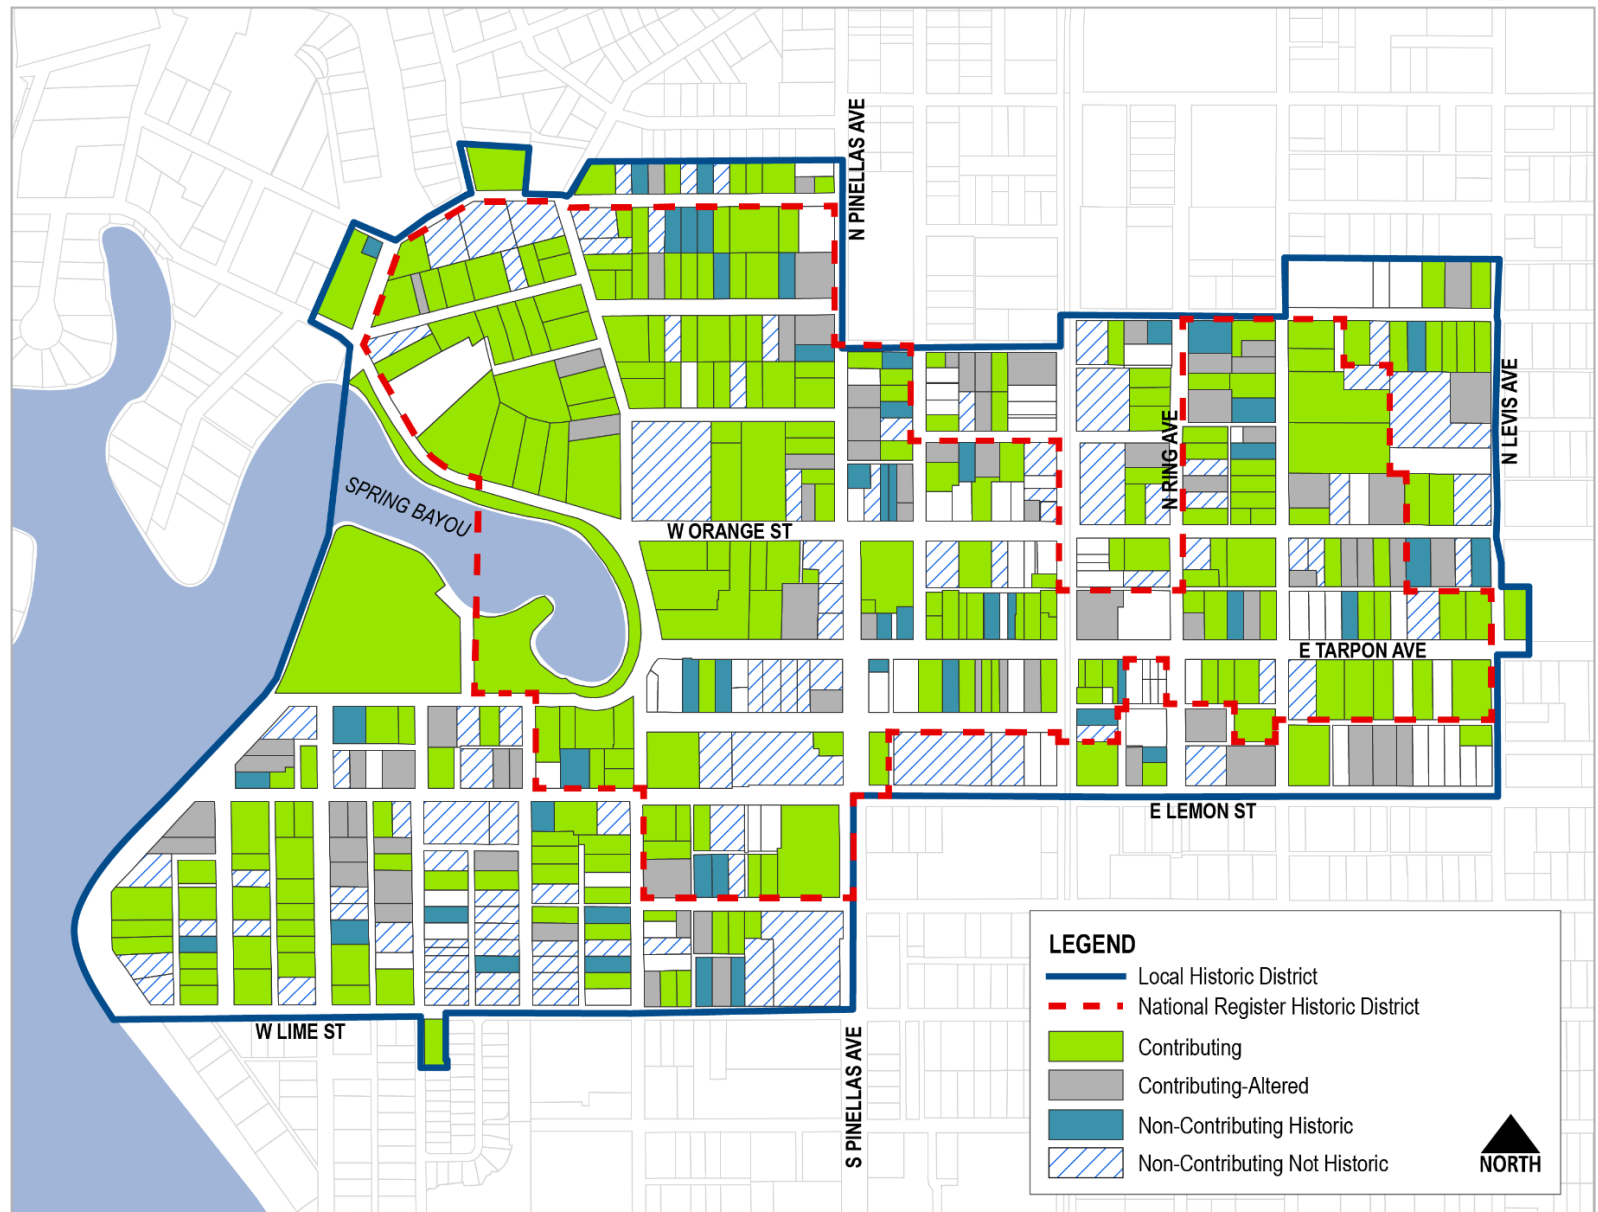 N PINELLAS AVE
N LEVIS AVE
N RING AVE
SPRING BAYOU
W ORANGE ST
E TARPON AVE
E LEMON ST
W LIME ST
S PINELLAS AVE
LEGEND
Local Historic District
National Register Historic District
Contributing
Contributing-Altered
Non-Contributing Historic
Non-Contributing Not Historic
NORTH